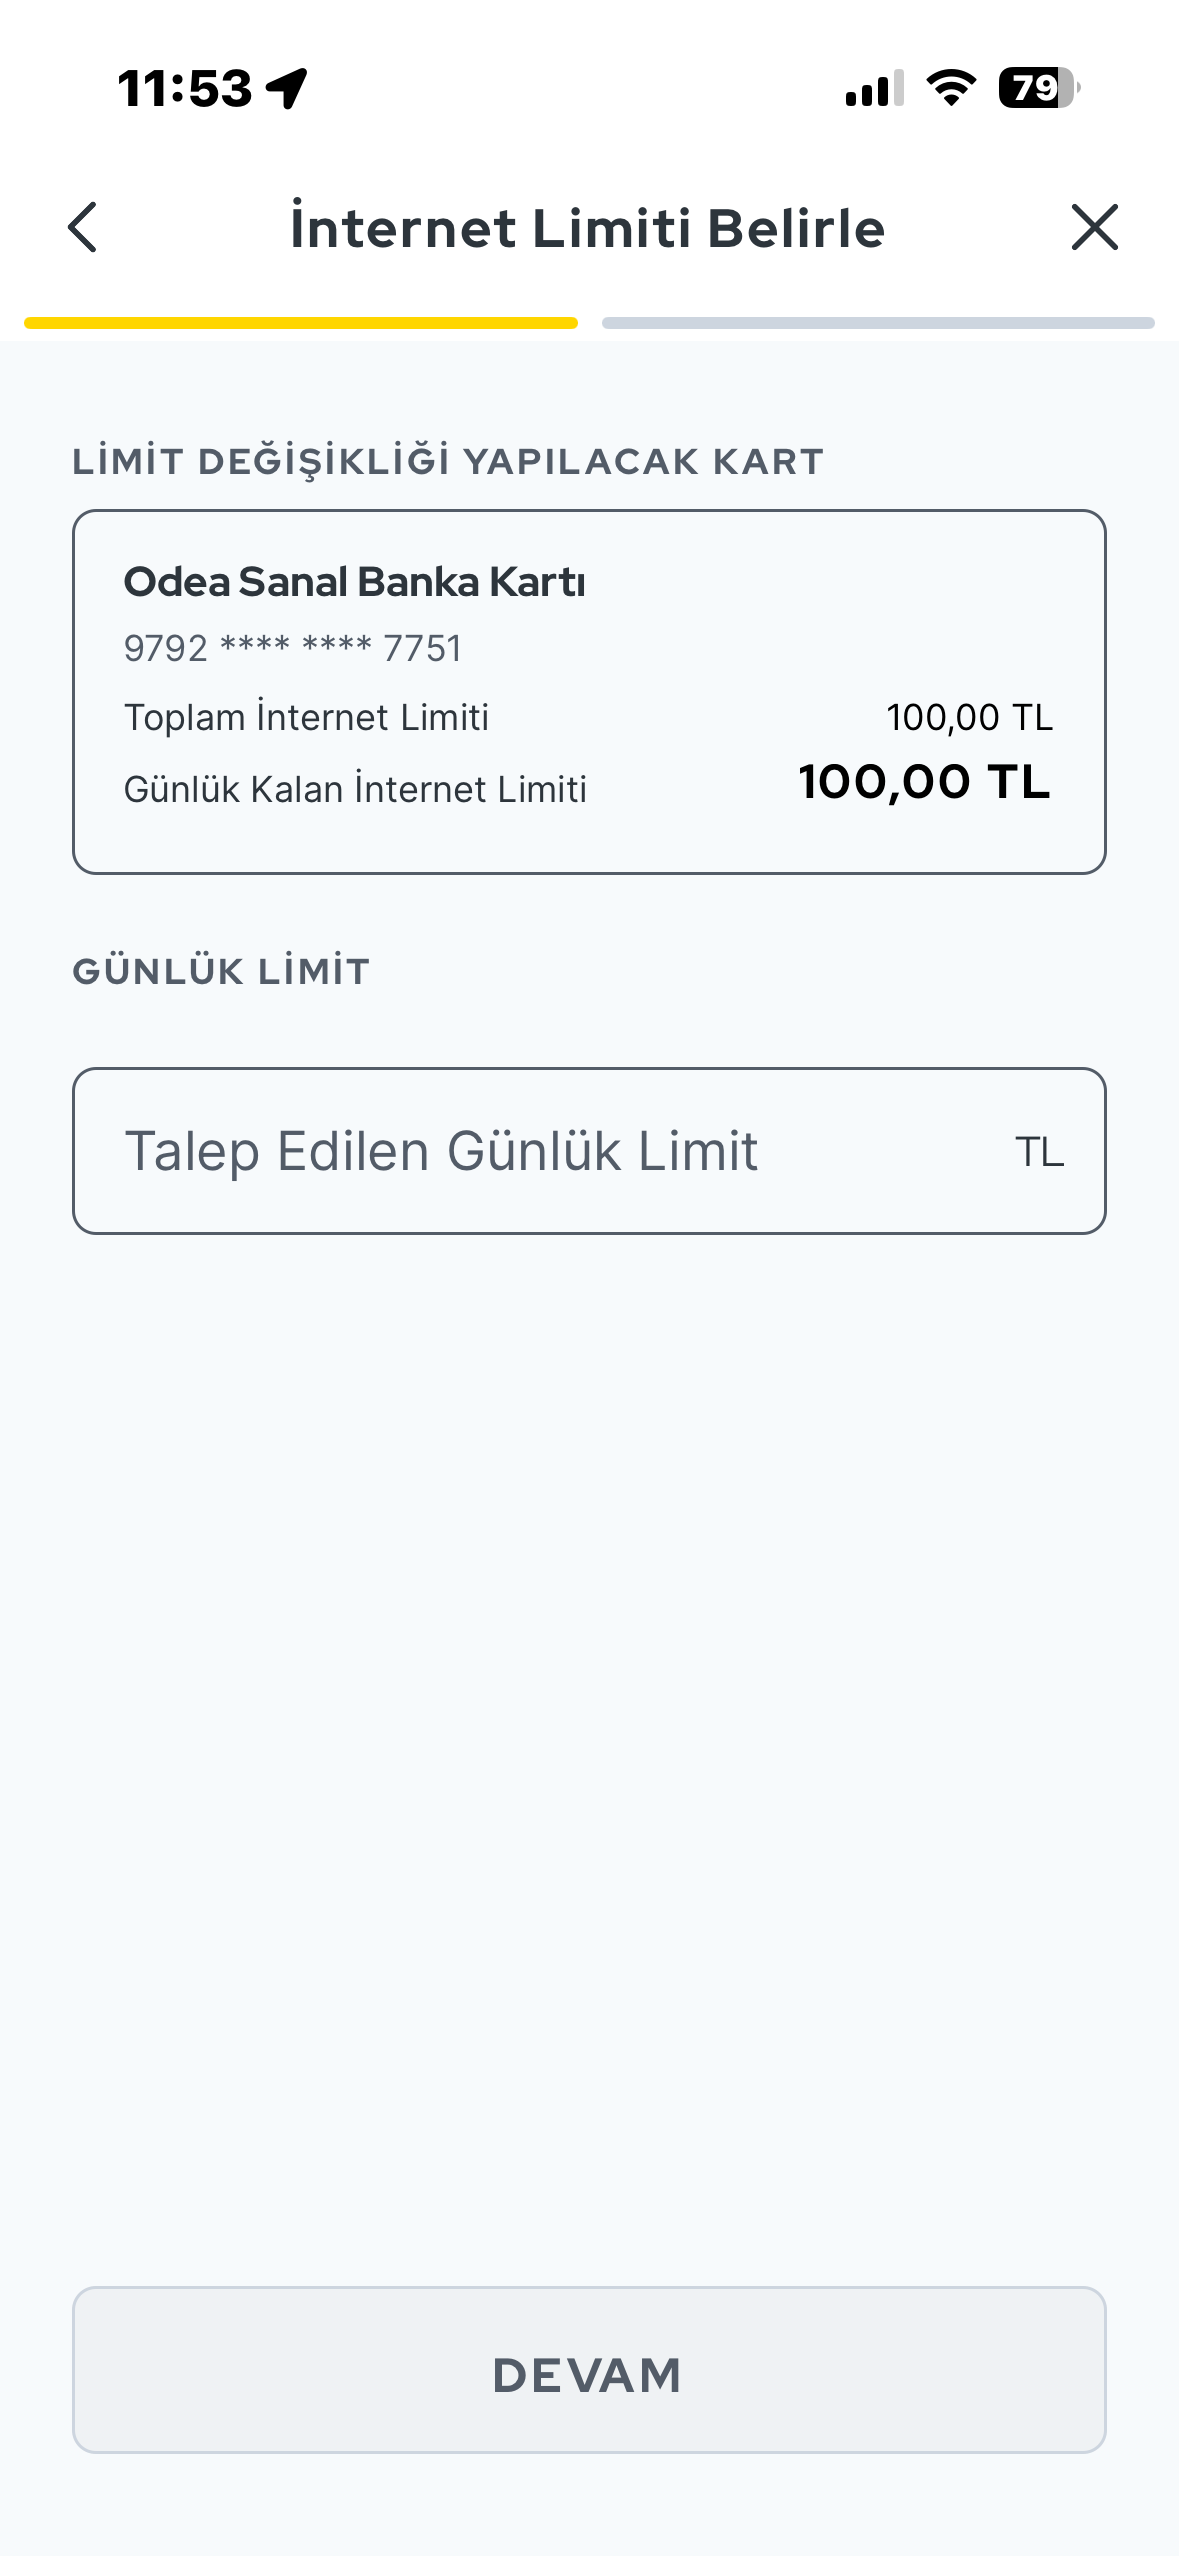 11:53
79
İnternet Limiti Belirle
LİMİT DEĞİŞİKLİĞİ YAPILACAK KART
Odea Sanal Banka Kartı
9792 **** **** 7751
Toplam İnternet Limiti 100,00 TL
Günlük Kalan İnternet Limiti 100,00 TL
GÜNLÜK LİMİT
Talep Edilen Günlük Limit TL
DEVAM